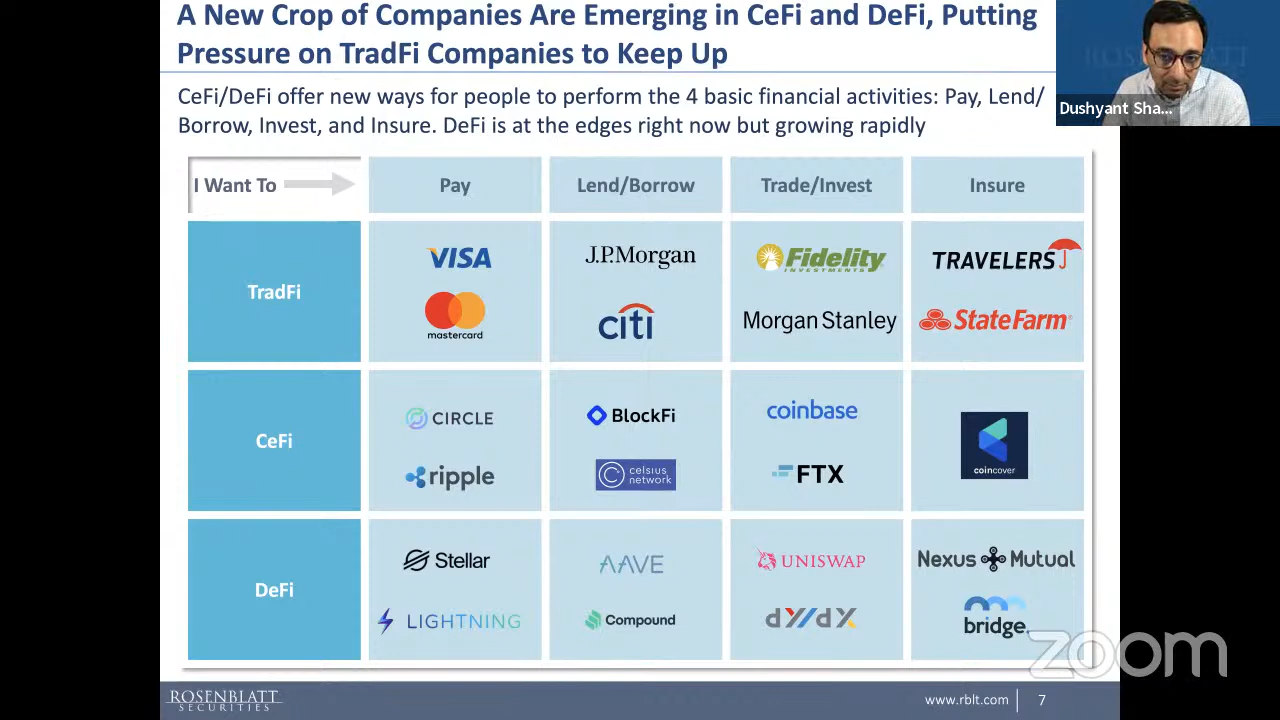 A New Crop of Companies Are Emerging in CeFi and DeFi, Putting
Pressure on TradFi Companies to Keep Up
CeFi/DeFi offer new ways for people to perform the 4 basic financial activities: Pay, Lend/
Borrow, Invest, and Insure. DeFi is at the edges right now but growing rapidly
ROSENBLATT
Dushyant Sha...
I Want To
Pay
Lend/Borrow
Trade/Invest
Insure
TradFi
VISA
mastercard
J.P.Morgan
citi
Fidelity
INVESTMENTS
Morgan Stanley
TRAVELERS
StateFarm
CeFi
CIRCLE
ripple
BlockFi
celsius
network
coinbase
FTX
coincover
DeFi
Stellar
LIGHTNING
AAVE
Compound
UNISWAP
dYdX
Nexus Mutual
bridge.
zoom
ROSENBLATT
SECURITIES
www.rblt.com
7